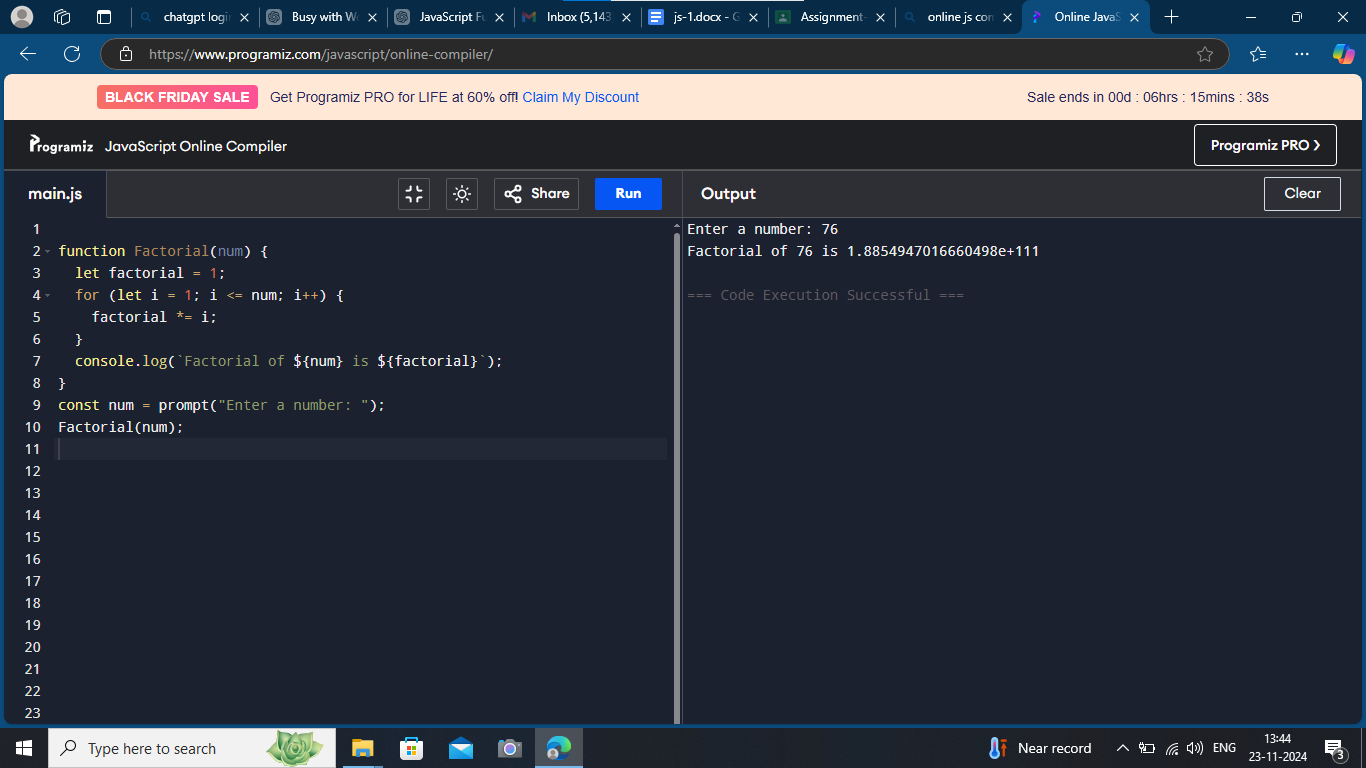 chatgpt logi
Busy with W
JavaScript Fu
Inbox (5,143
js-1.docx - G
Assignment-
online js con
Online JavaS
https://www.programiz.com/javascript/online-compiler/
BLACK FRIDAY SALE Get Programiz PRO for LIFE at 60% off! Claim My Discount
Sale ends in 00d : 06hrs : 15mins : 38s
Programiz JavaScript Online Compiler
Programiz PRO ❯
main.js
Share
Run
Output
Clear
1
2 function Factorial(num) {
3   let factorial = 1;
4   for (let i = 1; i <= num; i++) {
5     factorial *= i;
6   }
7   console.log(`Factorial of ${num} is ${factorial}`);
8 }
9 const num = prompt("Enter a number: ");
10 Factorial(num);
11
12
13
14
15
16
17
18
19
20
21
22
23
Enter a number: 76
Factorial of 76 is 1.8854947016660498e+111
=== Code Execution Successful ===
Type here to search
Near record
ENG
13:44
23-11-2024
3